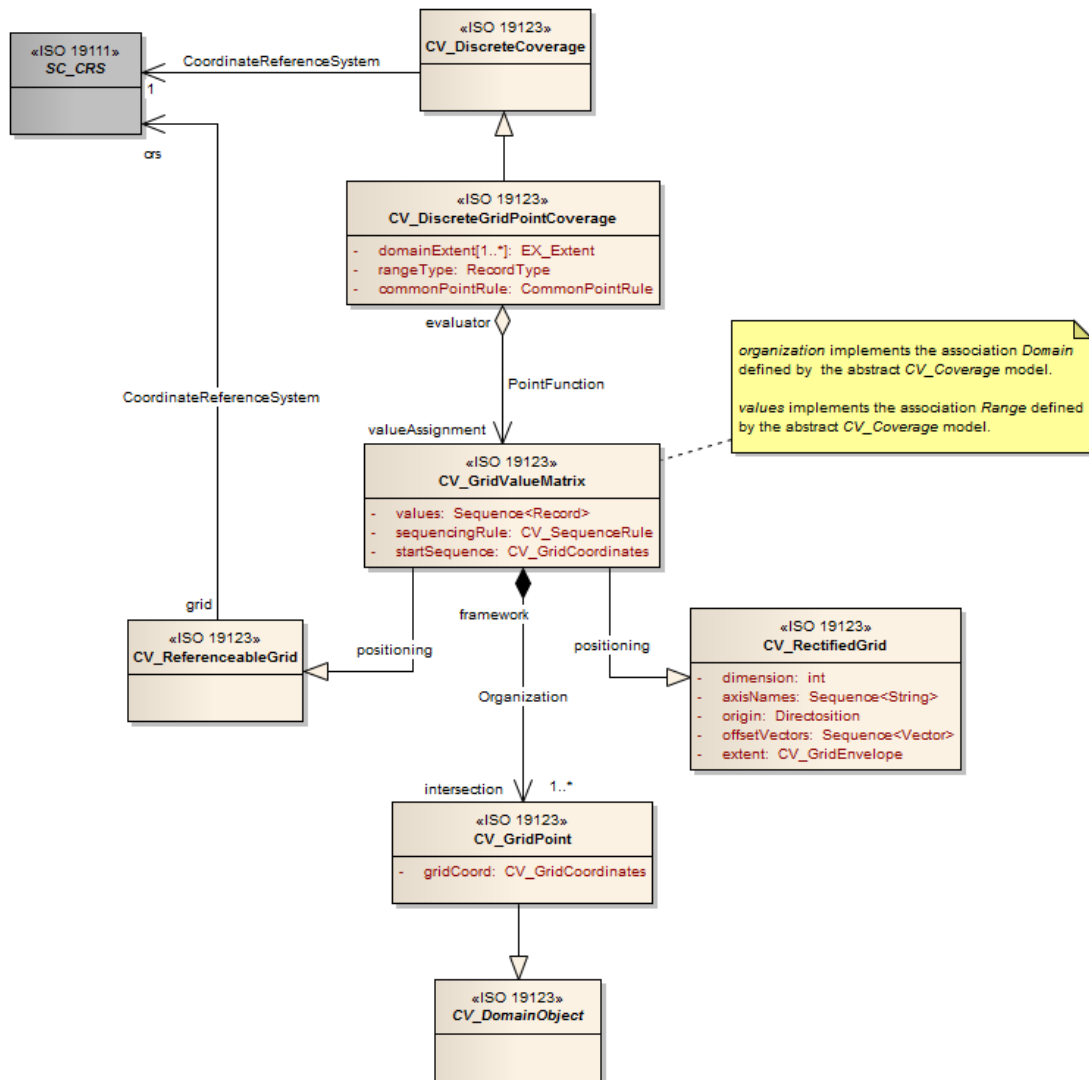 «ISO 19123»
CV_DiscreteCoverage
«ISO 19111»
SC_CRS
CoordinateReferenceSystem
1
crs
«ISO 19123»
CV_DiscreteGridPointCoverage
- domainExtent[1..*]: EX_Extent
- rangeType: RecordType
- commonPointRule: CommonPointRule
evaluator
organization implements the association Domain
defined by the abstract CV_Coverage model.
values implements the association Range defined
by the abstract CV_Coverage model.
PointFunction
CoordinateReferenceSystem
valueAssignment
«ISO 19123»
CV_GridValueMatrix
- values: Sequence<Record>
- sequencingRule: CV_SequenceRule
- startSequence: CV_GridCoordinates
grid
framework
«ISO 19123»
CV_ReferenceableGrid
positioning
positioning
«ISO 19123»
CV_RectifiedGrid
- dimension: int
- axisNames: Sequence<String>
- origin: Directosition
- offsetVectors: Sequence<Vector>
- extent: CV_GridEnvelope
Organization
intersection
1..*
«ISO 19123»
CV_GridPoint
- gridCoord: CV_GridCoordinates
«ISO 19123»
CV_DomainObject